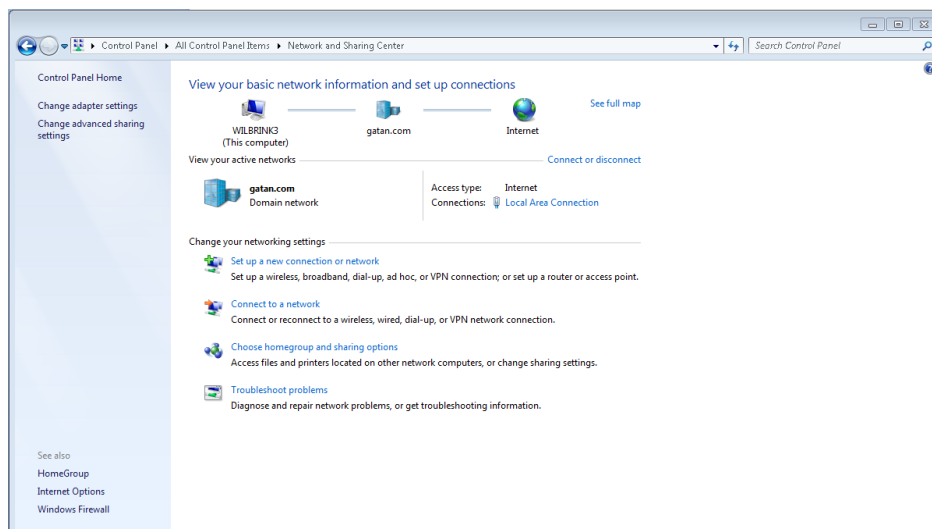 Control Panel ▸ All Control Panel Items ▸ Network and Sharing Center
Search Control Panel
Control Panel Home
Change adapter settings
Change advanced sharing
settings
See also
HomeGroup
Internet Options
Windows Firewall
View your basic network information and set up connections
See full map
WILBRINK3
(This computer)
gatan.com
Internet
View your active networks
Connect or disconnect
gatan.com
Domain network
Access type: Internet
Connections: Local Area Connection
Change your networking settings
Set up a new connection or network
Set up a wireless, broadband, dial-up, ad hoc, or VPN connection; or set up a router or access point.
Connect to a network
Connect or reconnect to a wireless, wired, dial-up, or VPN network connection.
Choose homegroup and sharing options
Access files and printers located on other network computers, or change sharing settings.
Troubleshoot problems
Diagnose and repair network problems, or get troubleshooting information.